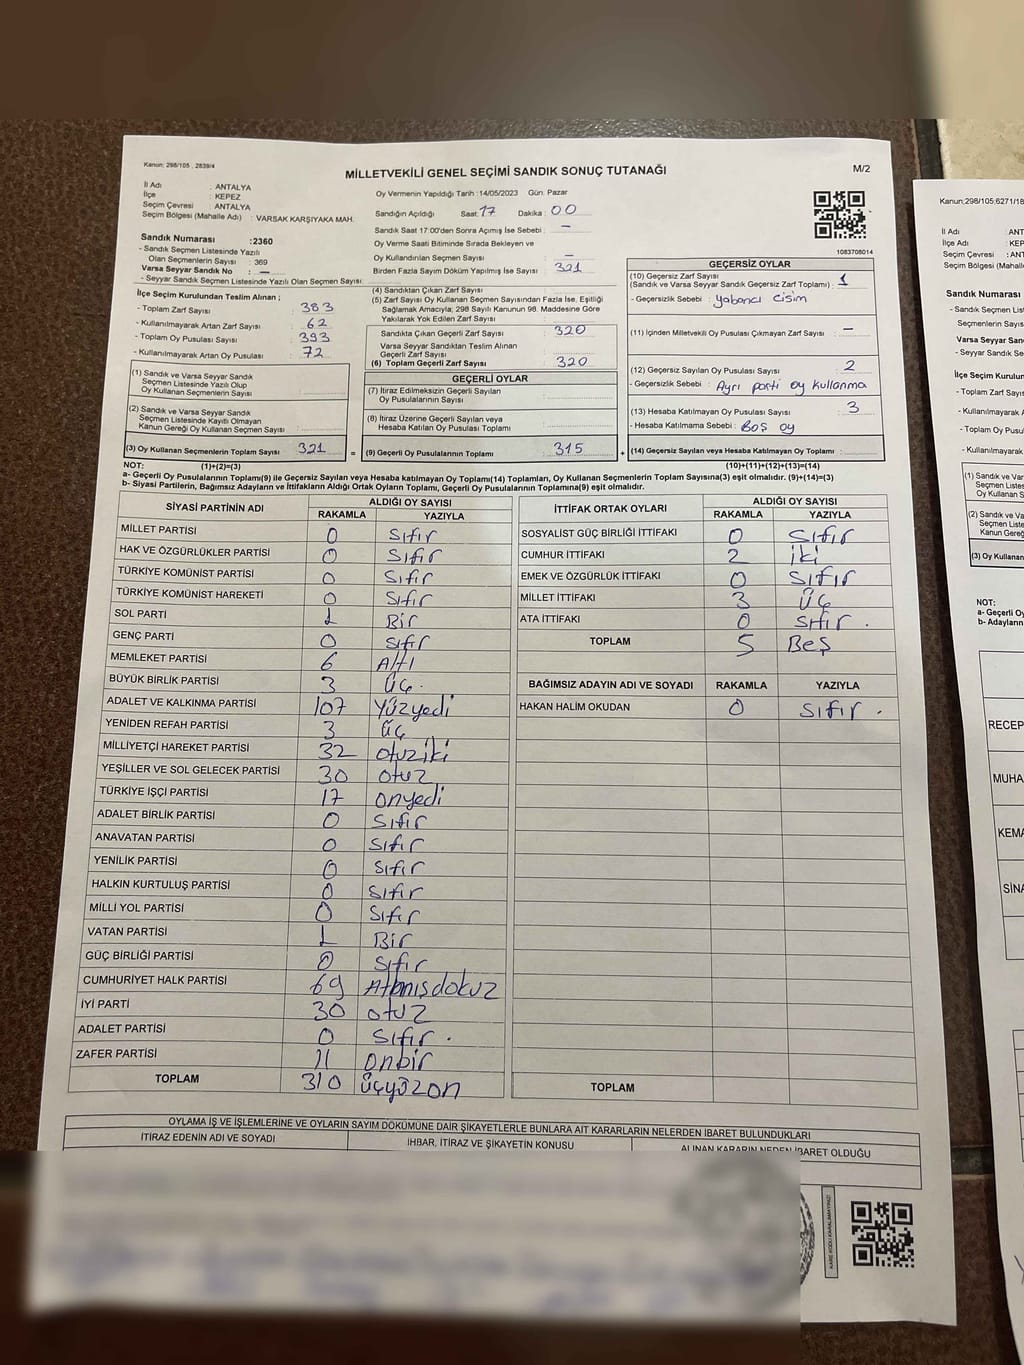 Kanun: 298/105 , 2839/4
MİLLETVEKİLİ GENEL SEÇİMİ SANDIK SONUÇ TUTANAĞI
M/2
İl Adı : ANTALYA
İlçe : KEPEZ
Seçim Çevresi : ANTALYA
Seçim Bölgesi (Mahalle Adı) : VARSAK KARŞIYAKA MAH.
Sandık Numarası :2360
- Sandık Seçmen Listesinde Yazılı
Olan Seçmenlerin Sayısı : 369
Varsa Seyyar Sandık No : —
- Seyyar Sandık Seçmen Listesinde Yazılı Olan Seçmen Sayısı:
Oy Vermenin Yapıldığı Tarih :14/05/2023 Gün: Pazar
Sandığın Açıldığı Saat: 17 Dakika : 00
Sandık Saat 17:00'den Sonra Açımış İse Sebebi : —
Oy Verme Saati Bitiminde Sırada Bekleyen ve
Oy Kullandırılan Seçmen Sayısı : —
Birden Fazla Sayım Döküm Yapılmış İse Sayısı : 321
1083708014
İlçe Seçim Kurulundan Teslim Alınan ;
- Toplam Zarf Sayısı : 383
- Kullanılmayarak Artan Zarf Sayısı : 62
- Toplam Oy Pusulası Sayısı : 393
- Kullanılmayarak Artan Oy Pusulası : 72
(1) Sandık ve Varsa Seyyar Sandık
Seçmen Listesinde Yazılı Olup
Oy Kullanan Seçmenlerin Sayısı :
(2) Sandık ve Varsa Seyyar Sandık
Seçmen Listesinde Kayıtlı Olmayan
Kanun Gereği Oy Kullanan Seçmen Sayısı :
(3) Oy Kullanan Seçmenlerin Toplam Sayısı : 321
(4) Sandıktan Çıkan Zarf Sayısı
(5) Zarf Sayısı Oy Kullanan Seçmen Sayısından Fazla İse, Eşitliği
Sağlamak Amacıyla; 298 Sayılı Kanunun 98. Maddesine Göre
Yakılarak Yok Edilen Zarf Sayısı
Sandıkta Çıkan Geçerli Zarf Sayısı : 320
Varsa Seyyar Sandıktan Teslim Alınan
Geçerli Zarf Sayısı :
(6) Toplam Geçerli Zarf Sayısı : 320
GEÇERLİ OYLAR
(7) İtiraz Edilmeksizin Geçerli Sayılan
Oy Pusulalarının Sayısı :
(8) İtiraz Üzerine Geçerli Sayılan veya
Hesaba Katılan Oy Pusulası Toplamı :
= (9) Geçerli Oy Pusulalarının Toplamı : 315
GEÇERSİZ OYLAR
(10) Geçersiz Zarf Sayısı
(Sandık ve Varsa Seyyar Sandık Geçersiz Zarf Toplamı) : 1
- Geçersizlik Sebebi : Yabancı cisim
(11) İçinden Milletvekili Oy Pusulası Çıkmayan Zarf Sayısı : —
(12) Geçersiz Sayılan Oy Pusulası Sayısı : 2
- Geçersizlik Sebebi : Ayrı parti oy kullanma
(13) Hesaba Katılmayan Oy Pusulası Sayısı : 3
- Hesaba Katılmama Sebebi : Boş oy
+ (14) Geçersiz Sayılan veya Hesaba Katılmayan Oy Toplamı :
NOT: (1)+(2)=(3) (10)+(11)+(12)+(13)=(14)
a- Geçerli Oy Pusulalarının Toplamı(9) ile Geçersiz Sayılan veya Hesaba katılmayan Oy Toplamı(14) Toplamları, Oy Kullanan Seçmenlerin Toplam Sayısına(3) eşit olmalıdır. (9)+(14)=(3)
b- Siyasi Partilerin, Bağımsız Adayların ve İttifakların Aldığı Ortak Oyların Toplamı, Geçerli Oy Pusulalarının Toplamına(9) eşit olmalıdır.
SİYASİ PARTİNİN ADI ALDIĞI OY SAYISI
RAKAMLA YAZIYLA
MİLLET PARTİSİ 0 Sıfır
HAK VE ÖZGÜRLÜKLER PARTİSİ 0 Sıfır
TÜRKİYE KOMÜNİST PARTİSİ 0 Sıfır
TÜRKİYE KOMÜNİST HAREKETİ 0 Sıfır
SOL PARTİ 1 Bir
GENÇ PARTİ 0 Sıfır
MEMLEKET PARTİSİ 6 Altı
BÜYÜK BİRLİK PARTİSİ 3 Üç.
ADALET VE KALKINMA PARTİSİ 107 Yüzyedi
YENİDEN REFAH PARTİSİ 3 üç
MİLLİYETÇİ HAREKET PARTİSİ 32 otuziki
YEŞİLLER VE SOL GELECEK PARTİSİ 30 otuz
TÜRKİYE İŞÇİ PARTİSİ 17 onyedi
ADALET BİRLİK PARTİSİ 0 Sıfır
ANAVATAN PARTİSİ 0 Sıfır
YENİLİK PARTİSİ 0 Sıfır
HALKIN KURTULUŞ PARTİSİ 0 Sıfır
MİLLİ YOL PARTİSİ 0 Sıfır
VATAN PARTİSİ 1 Bir
GÜÇ BİRLİĞİ PARTİSİ 0 Sıfır
CUMHURİYET HALK PARTİSİ 69 Atbmışdokuz
İYİ PARTİ 30 otuz
ADALET PARTİSİ 0 Sıfır.
ZAFER PARTİSİ 11 onbir
TOPLAM 310 üçyüzon
İTTİFAK ORTAK OYLARI ALDIĞI OY SAYISI
RAKAMLA YAZIYLA
SOSYALİST GÜÇ BİRLİĞİ İTTİFAKI 0 Sıfır
CUMHUR İTTİFAKI 2 iki
EMEK VE ÖZGÜRLÜK İTTİFAKI 0 Sıfır
MİLLET İTTİFAKI 3 Üç
ATA İTTİFAKI 0 sıfır.
TOPLAM 5 Beş
BAĞIMSIZ ADAYIN ADI VE SOYADI RAKAMLA YAZIYLA
HAKAN HALİM OKUDAN 0 Sıfır.
TOPLAM
OYLAMA İŞ VE İŞLEMLERİNE VE OYLARIN SAYIM DÖKÜMÜNE DAİR ŞİKAYETLERLE BUNLARA AİT KARARLARIN NELERDEN İBARET BULUNDUKLARI
İTİRAZ EDENİN ADI VE SOYADI İHBAR, İTİRAZ VE ŞİKAYETİN KONUSU ALINAN KARARIN NEDEN İBARET OLDUĞU
KARE KODU KARALAMAYINIZ!
Kanun;298/105;6271/18
İl Adı : ANT
İlçe Adı : KEP
Seçim Çevresi : ANT
Seçim Bölgesi
Sandık Numarası
- Sandık Seçmen List
Seçmenlerin Sayısı
Varsa Seyyar Sand
- Seyyar Sandık Seç
İlçe Seçim Kurulun
- Toplam Zarf Sayıs
- Kullanılmayarak A
- Toplam Oy Pusula
- Kullanılmayarak
(1) Sandık ve Var
Seçmen Liste
Oy Kullanan S
(2) Sandık ve Var
Seçmen Liste
Kanun Gereğ
(3) Oy Kullanan
NOT:
a- Geçerli Oy Pus
b- Adayların
RECEP
MUHA
KEMA
SİNA